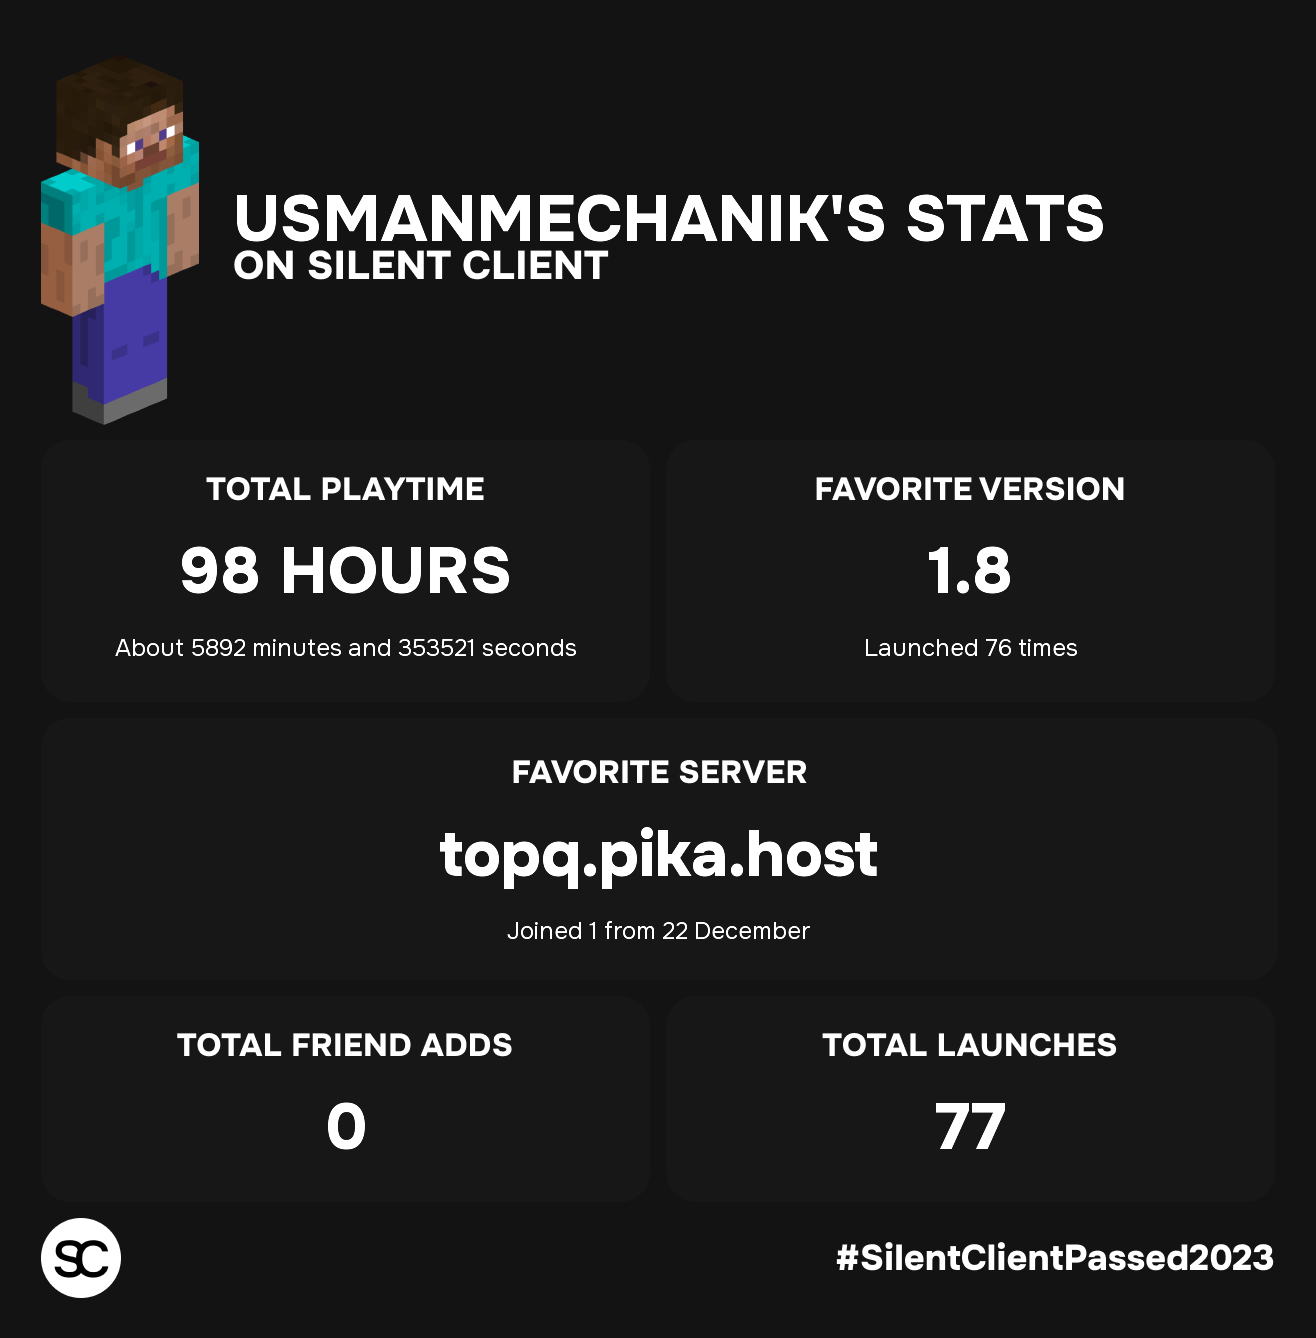 USMANMECHANIK'S STATS
ON SILENT CLIENT
TOTAL PLAYTIME
98 HOURS
About 5892 minutes and 353521 seconds
FAVORITE VERSION
1.8
Launched 76 times
FAVORITE SERVER
topq.pika.host
Joined 1 from 22 December
TOTAL FRIEND ADDS
0
TOTAL LAUNCHES
77
SC
#SilentClientPassed2023